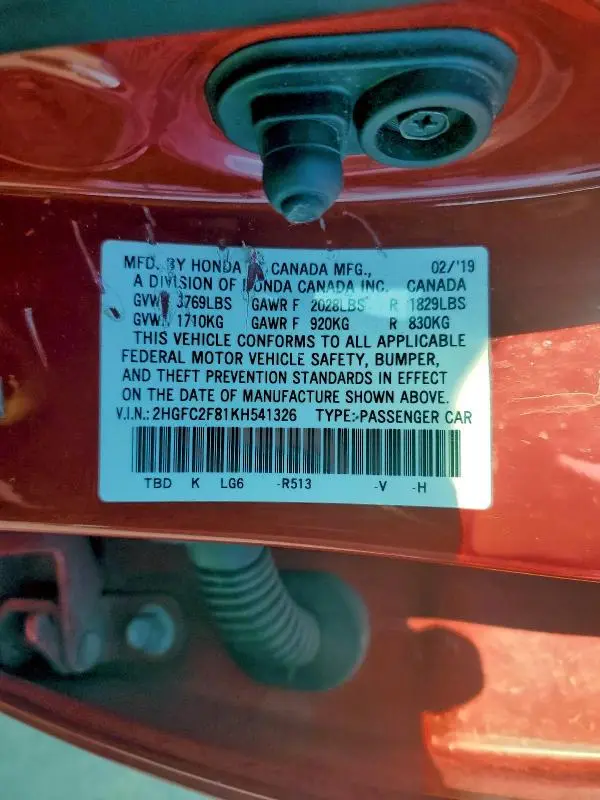 MFD. BY HONDA CANADA MFG., 02/'19
A DIVISION OF HONDA CANADA INC. CANADA
GVWR 3769LBS GAWR F 2028LBS R 1829LBS
GVWR 1710KG GAWR F 920KG R 830KG
THIS VEHICLE CONFORMS TO ALL APPLICABLE
FEDERAL MOTOR VEHICLE SAFETY, BUMPER,
AND THEFT PREVENTION STANDARDS IN EFFECT
ON THE DATE OF MANUFACTURE SHOWN ABOVE.
V.I.N.: 2HGFC2F81KH541326 TYPE: PASSENGER CAR
TBD K LG6 -R513 -V -H